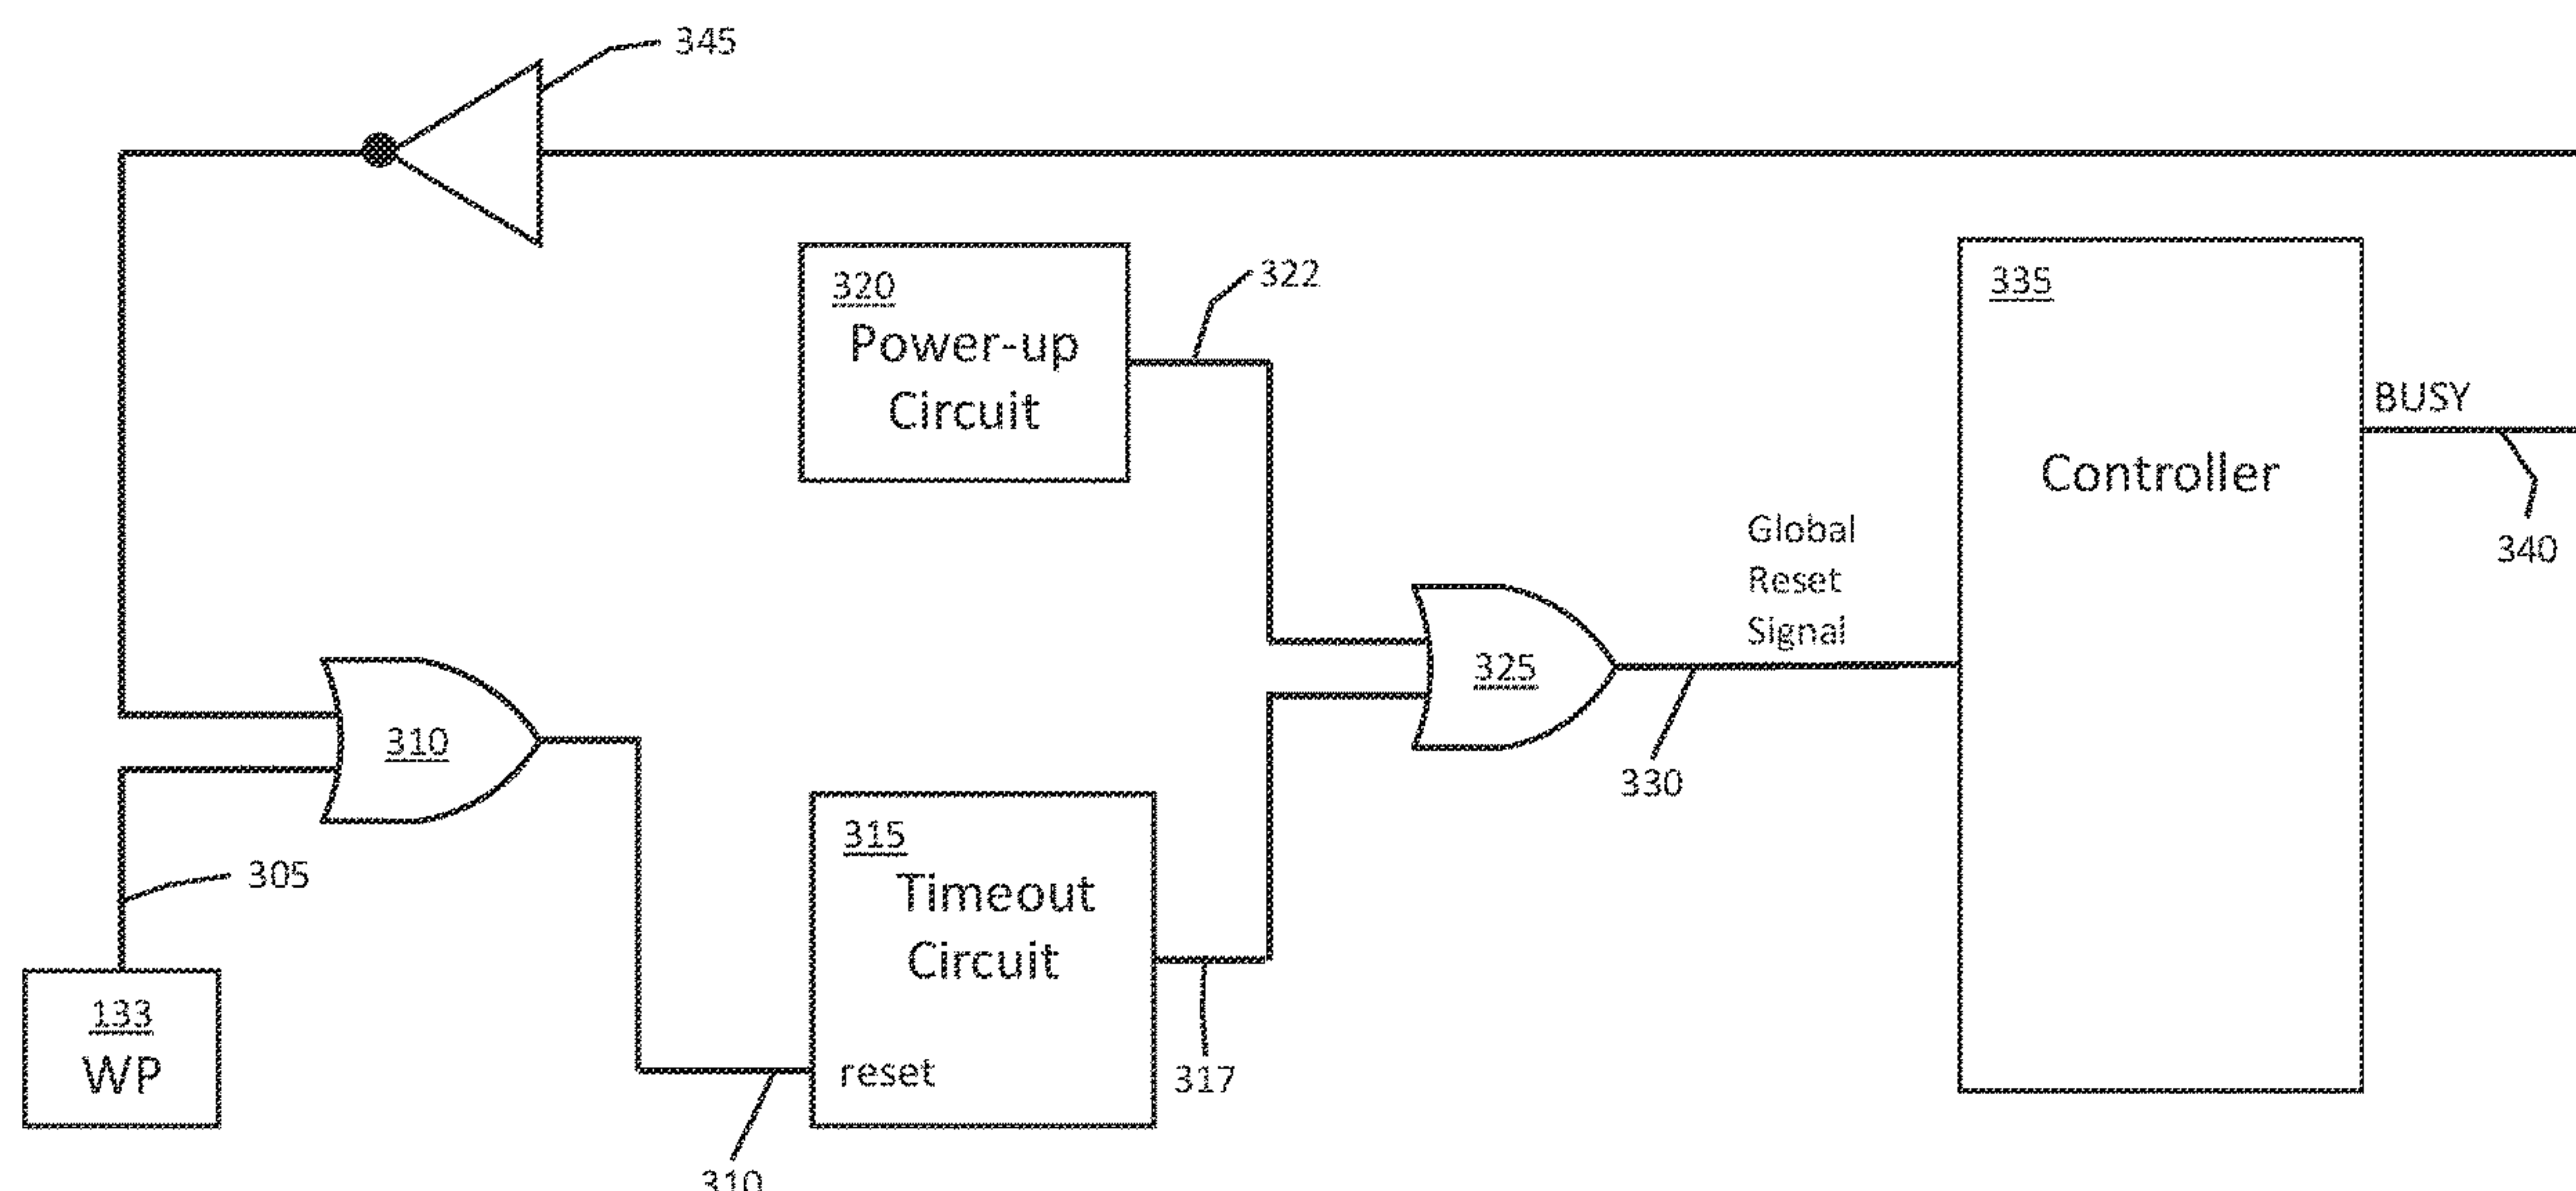 345
320
Power-up
Circuit
322
335
Controller
BUSY
340
Global
Reset
Signal
325
330
310
305
315
Timeout
Circuit
reset
317
133
WP
310